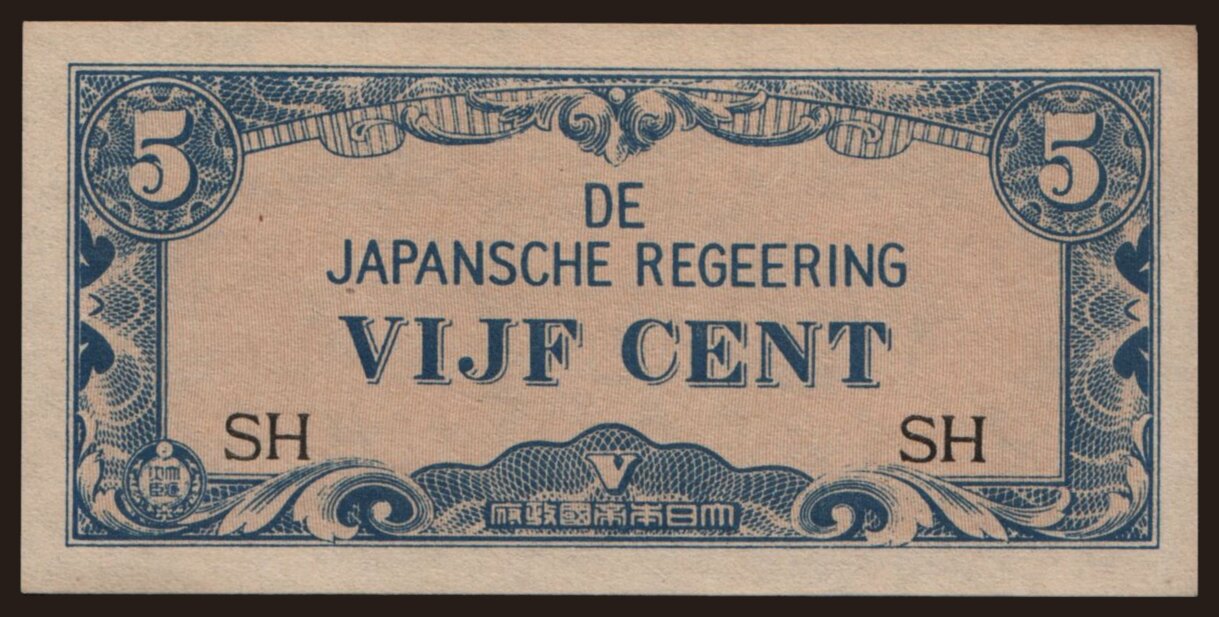 5 5
DE
JAPANSCHE REGEERING
VIJF CENT
SH SH
V
府政國帝本日大